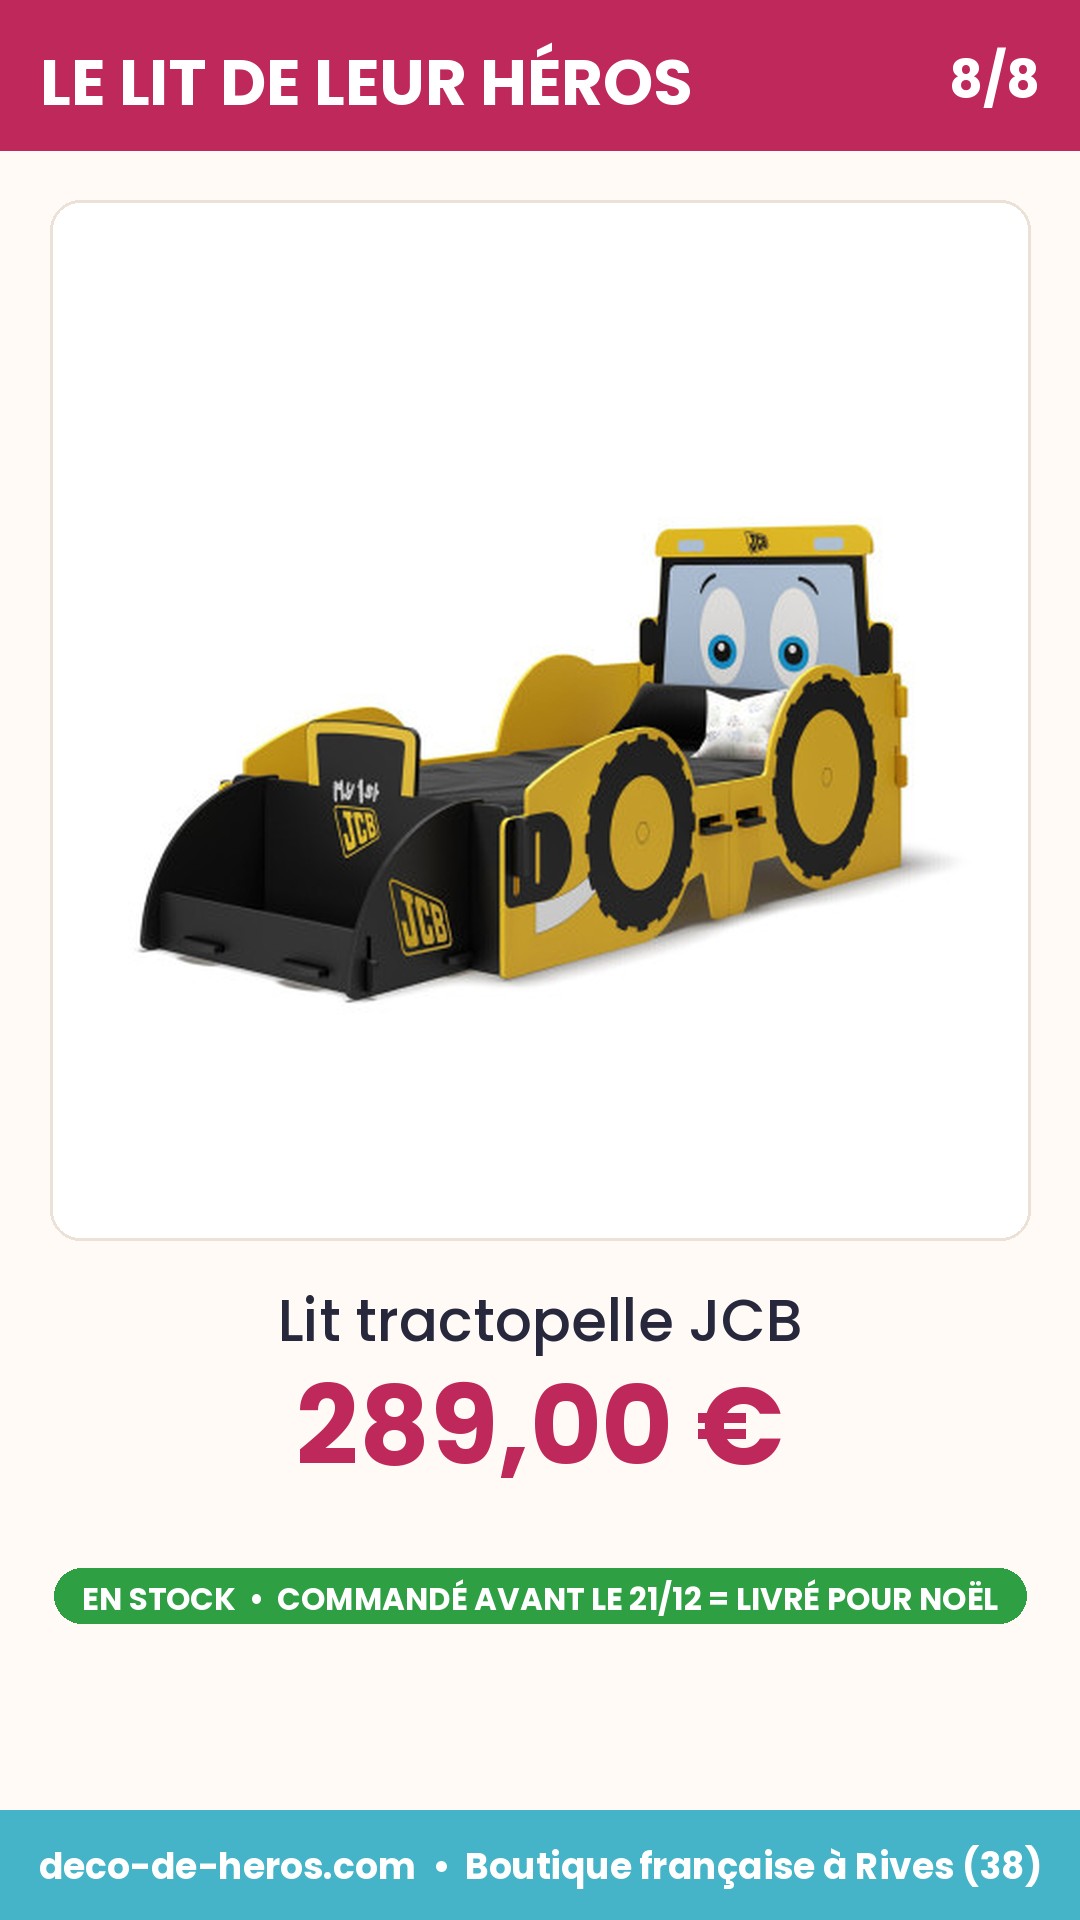 LE LIT DE LEUR HÉROS
8/8
JCB
My 1st
JCB
JCB
Lit tractopelle JCB
289,00 €
EN STOCK • COMMANDÉ AVANT LE 21/12 = LIVRÉ POUR NOËL
deco-de-heros.com • Boutique française à Rives (38)